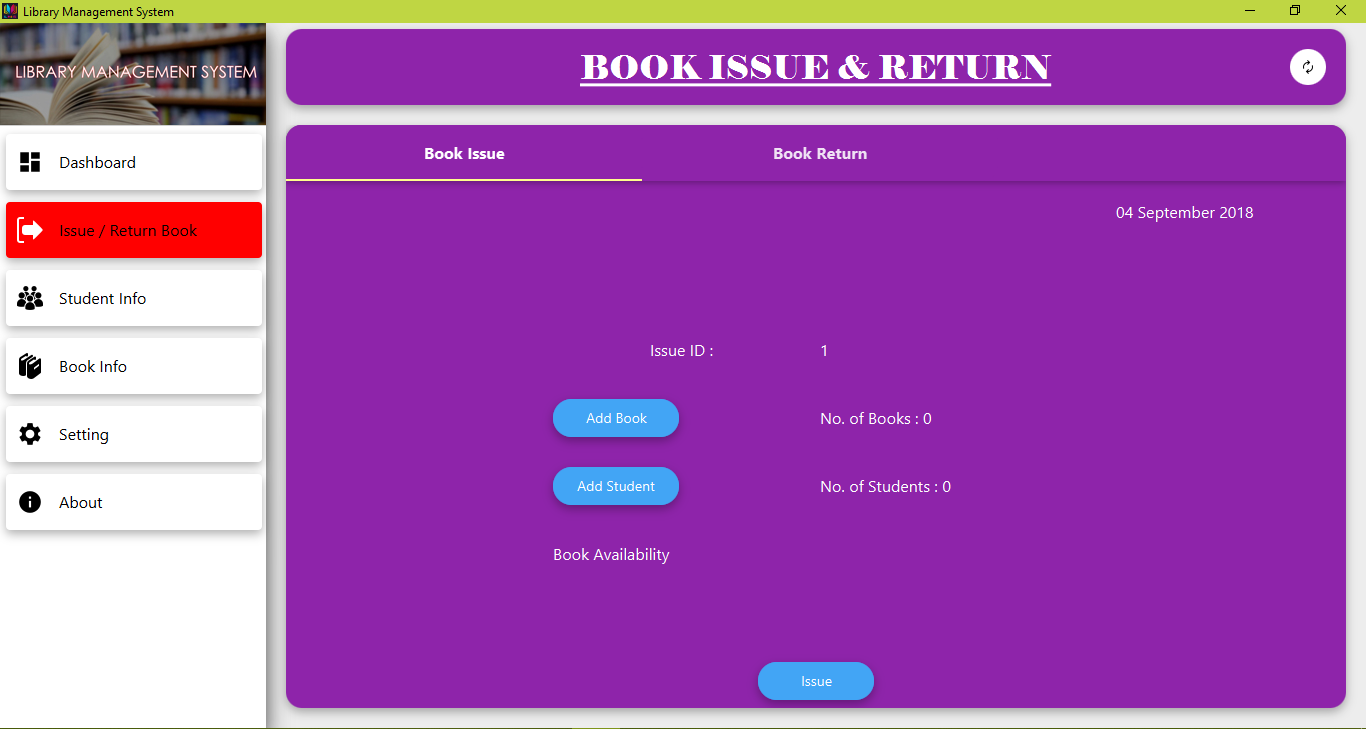 Library Management System
LIBRARY MANAGEMENT SYSTEM
Dashboard
Issue / Return Book
Student Info
Book Info
Setting
About
BOOK ISSUE & RETURN
Book Issue
Book Return
04 September 2018
Issue ID :
1
Add Book
No. of Books : 0
Add Student
No. of Students : 0
Book Availability
Issue